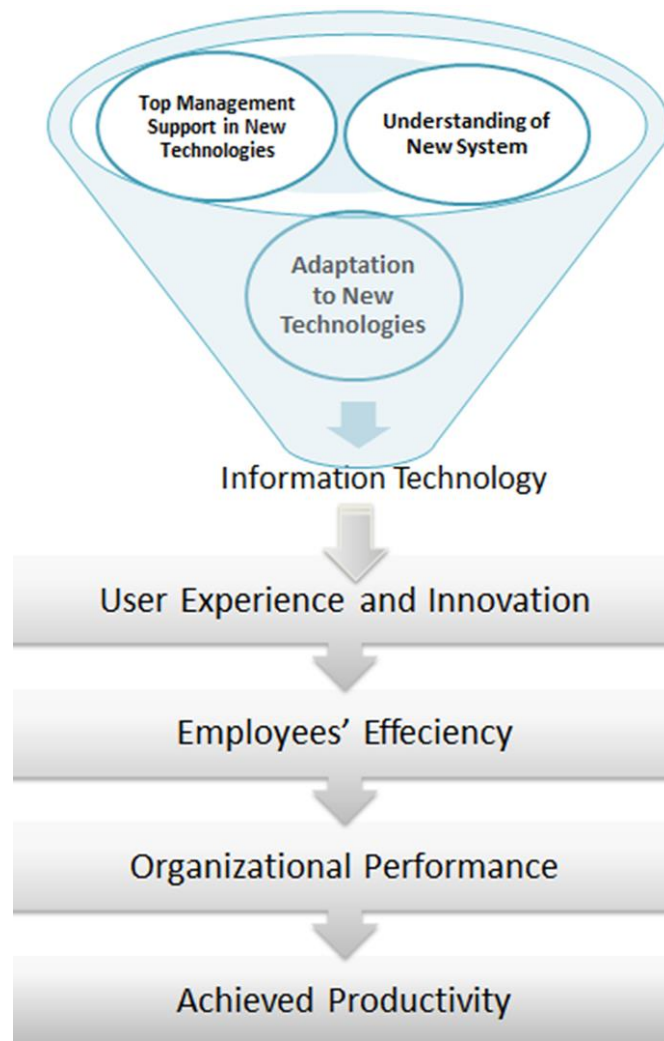 Top Management
Support in New
Technologies
Understanding of
New System
Adaptation
to New
Technologies
Information Technology
User Experience and Innovation
Employees’ Effeciency
Organizational Performance
Achieved Productivity